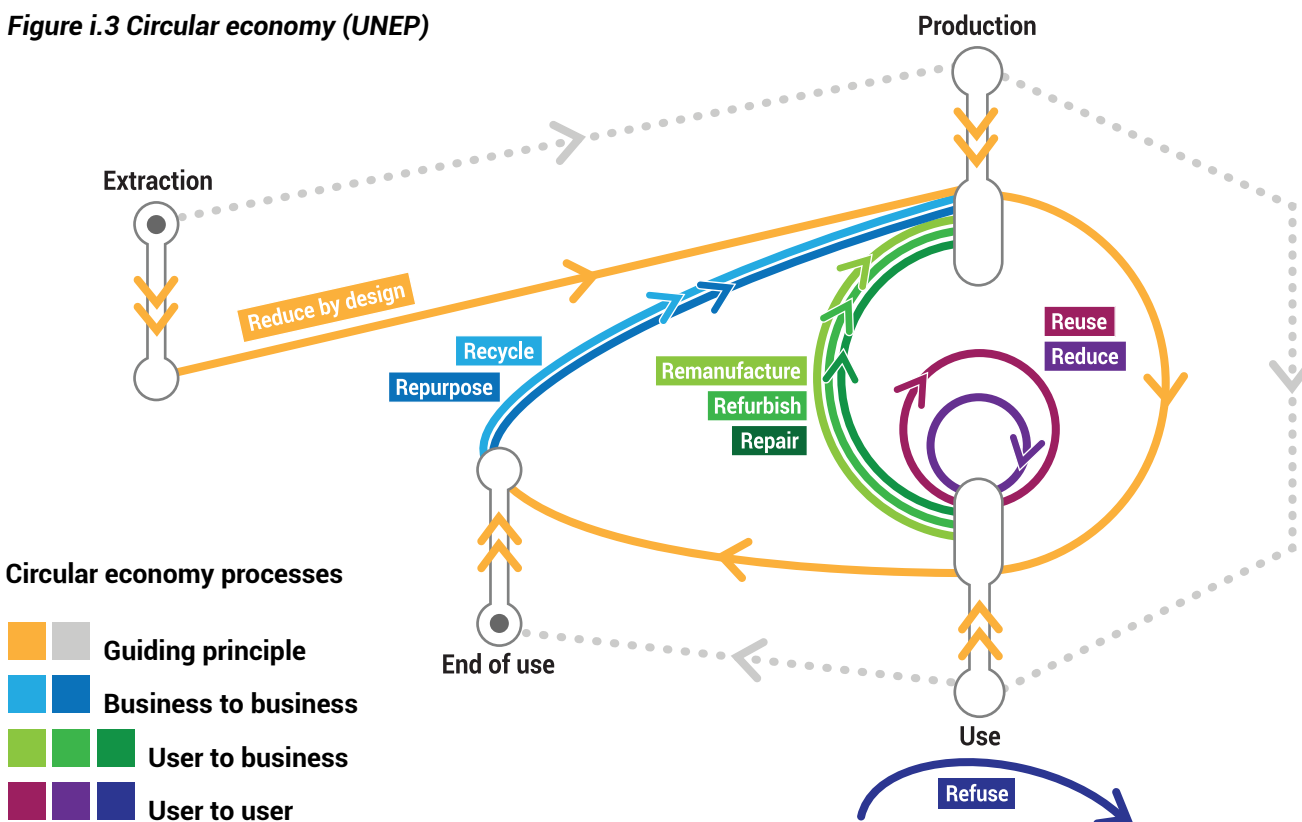 Figure i.3 Circular economy (UNEP)
Production
Extraction
Reduce by design
Recycle
Repurpose
Remanufacture
Refurbish
Repair
Reuse
Reduce
End of use
Use
Refuse
Circular economy processes
Guiding principle
Business to business
User to business
User to user